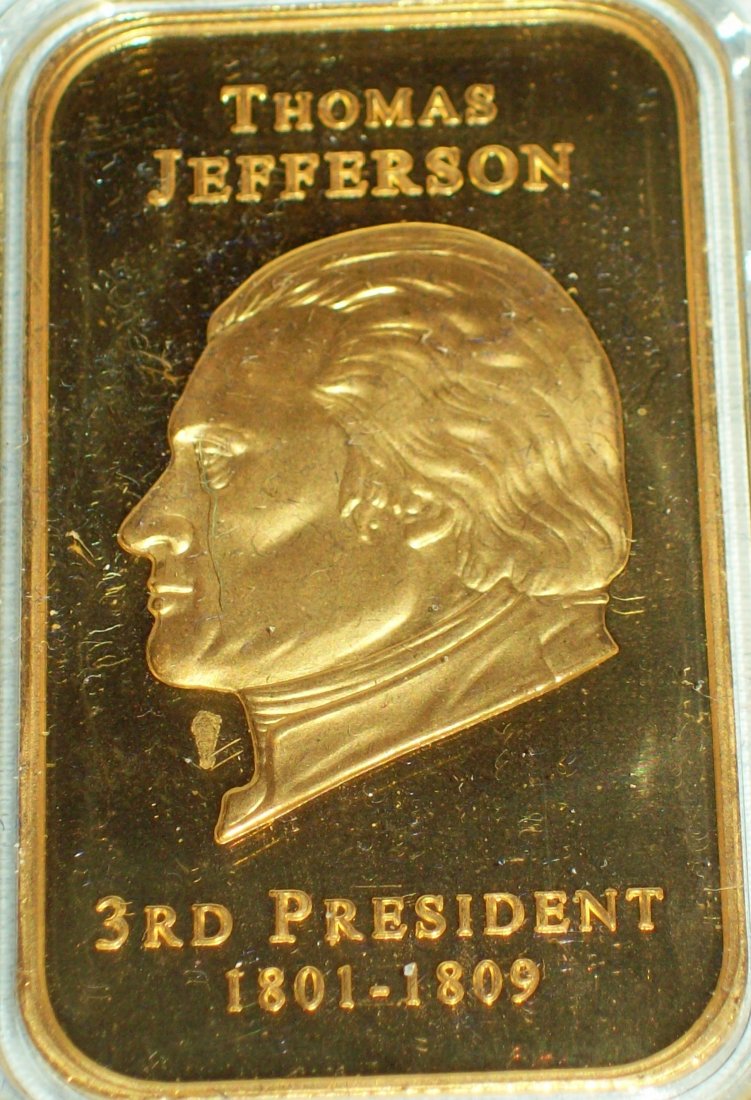 THOMAS
JEFFERSON
3RD PRESIDENT
1801-1809